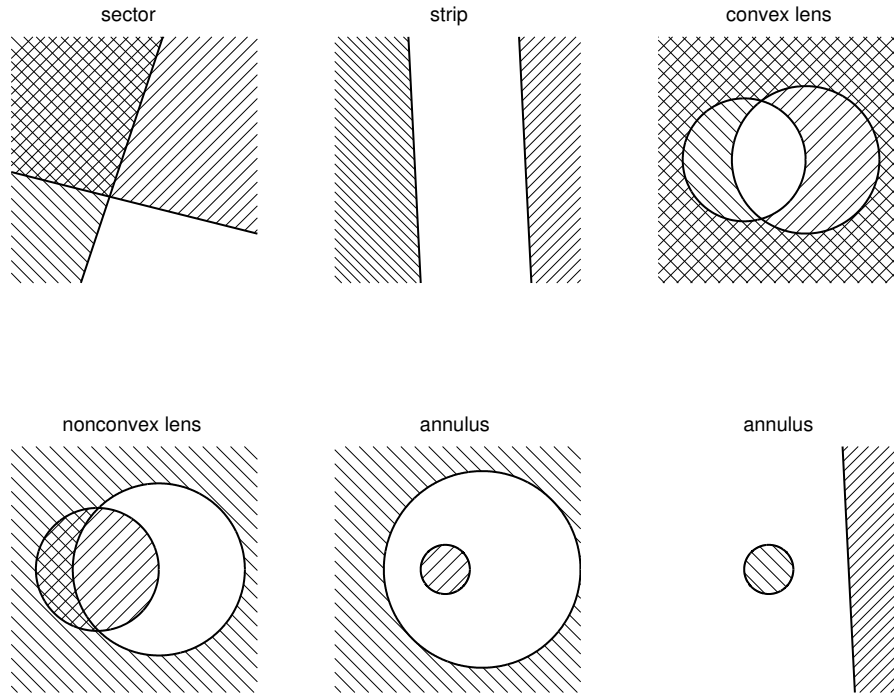 sector
strip
convex lens
nonconvex lens
annulus
annulus